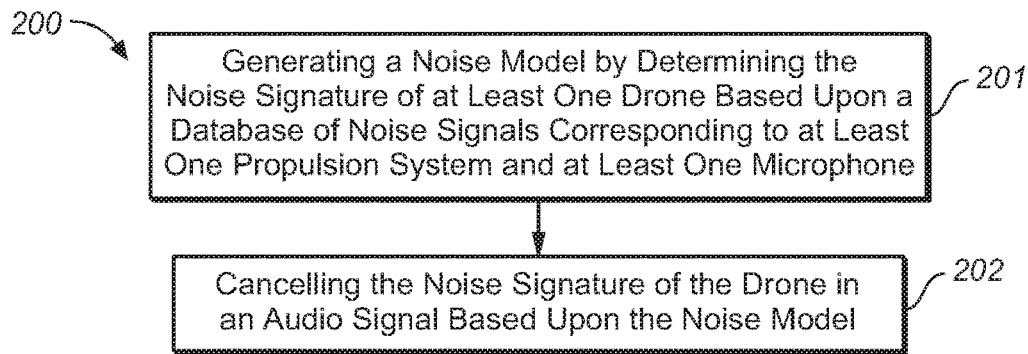 200
Generating a Noise Model by Determining the
Noise Signature of at Least One Drone Based Upon a
Database of Noise Signals Corresponding to at Least
One Propulsion System and at Least One Microphone
201
Cancelling the Noise Signature of the Drone in
an Audio Signal Based Upon the Noise Model
202